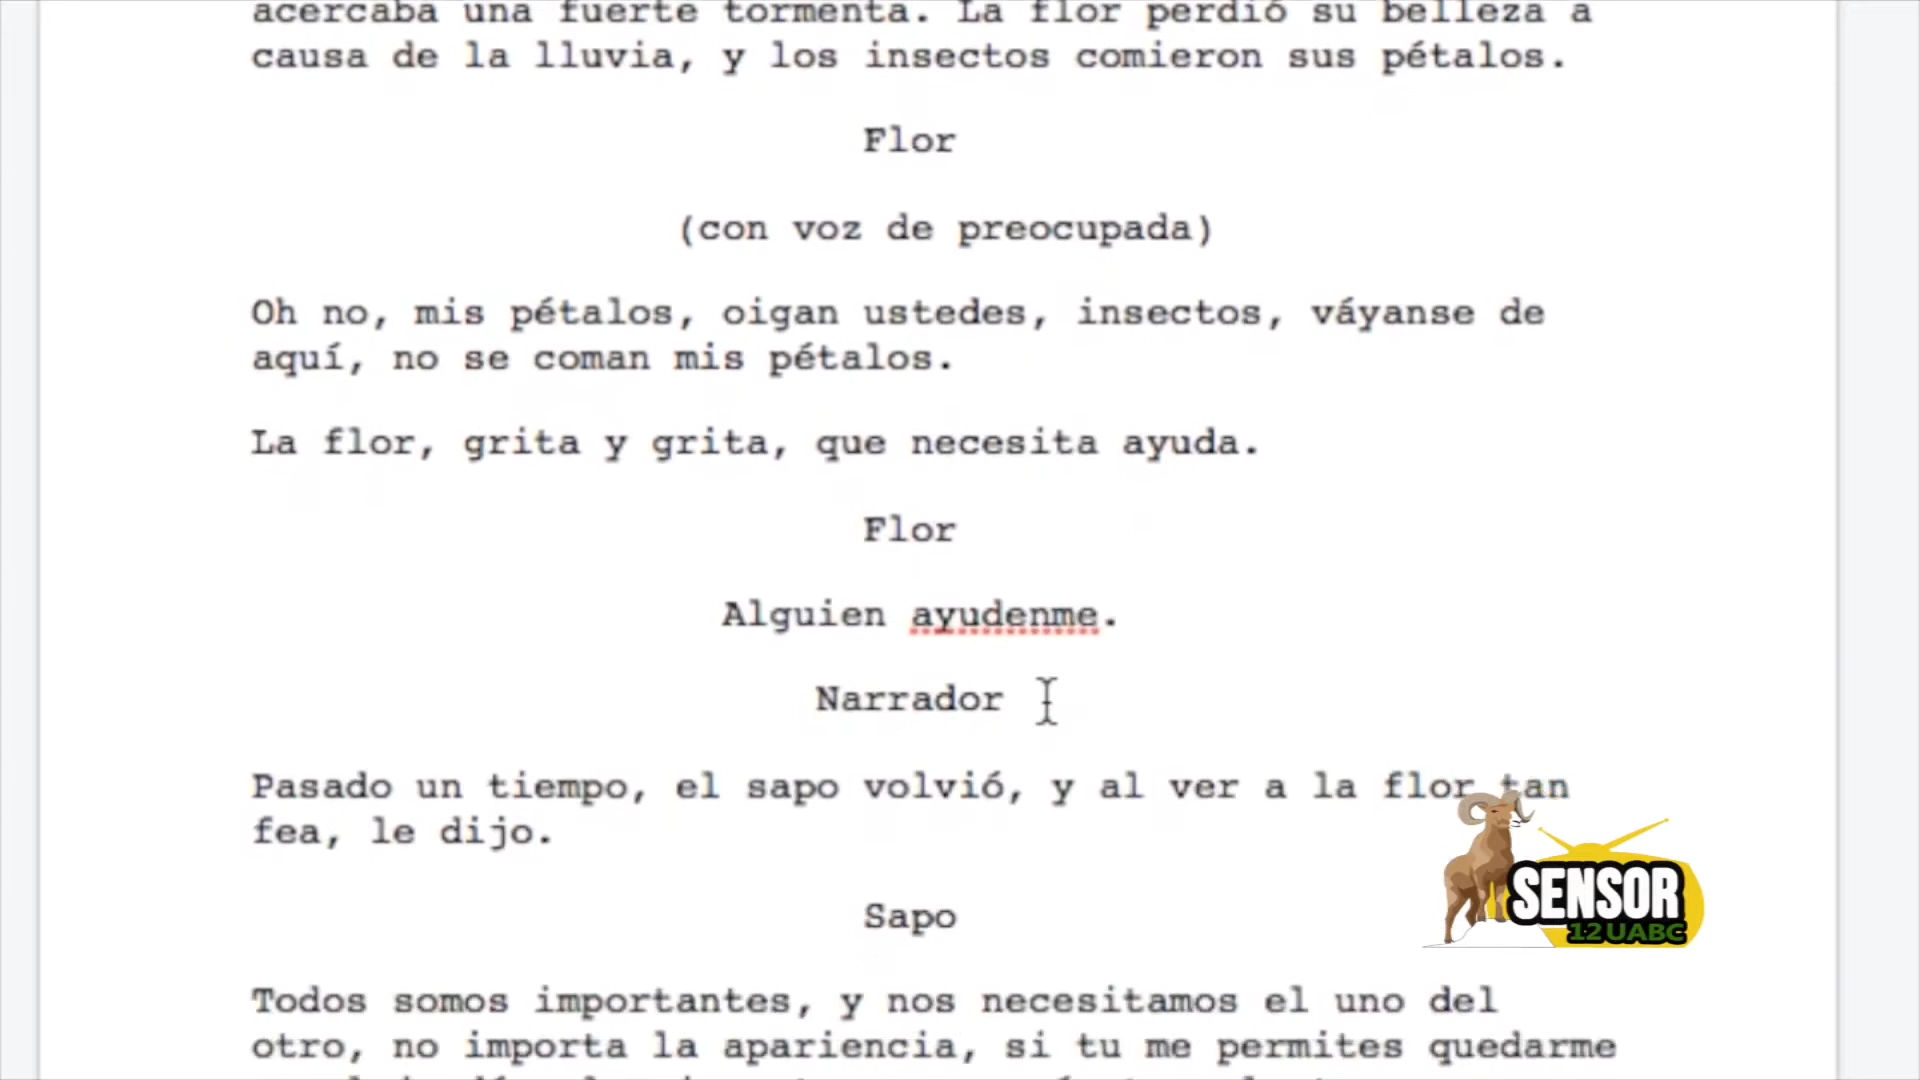 acercaba una fuerte tormenta. La flor perdió su belleza a
causa de la lluvia, y los insectos comieron sus pétalos.
Flor
(con voz de preocupada)
Oh no, mis pétalos, oigan ustedes, insectos, váyanse de
aquí, no se coman mis pétalos.
La flor, grita y grita, que necesita ayuda.
Flor
Alguien ayudenme.
Narrador
Pasado un tiempo, el sapo volvió, y al ver a la flor tan
fea, le dijo.
Sapo
Todos somos importantes, y nos necesitamos el uno del
otro, no importa la apariencia, si tu me permites quedarme
SENSOR
12UABC